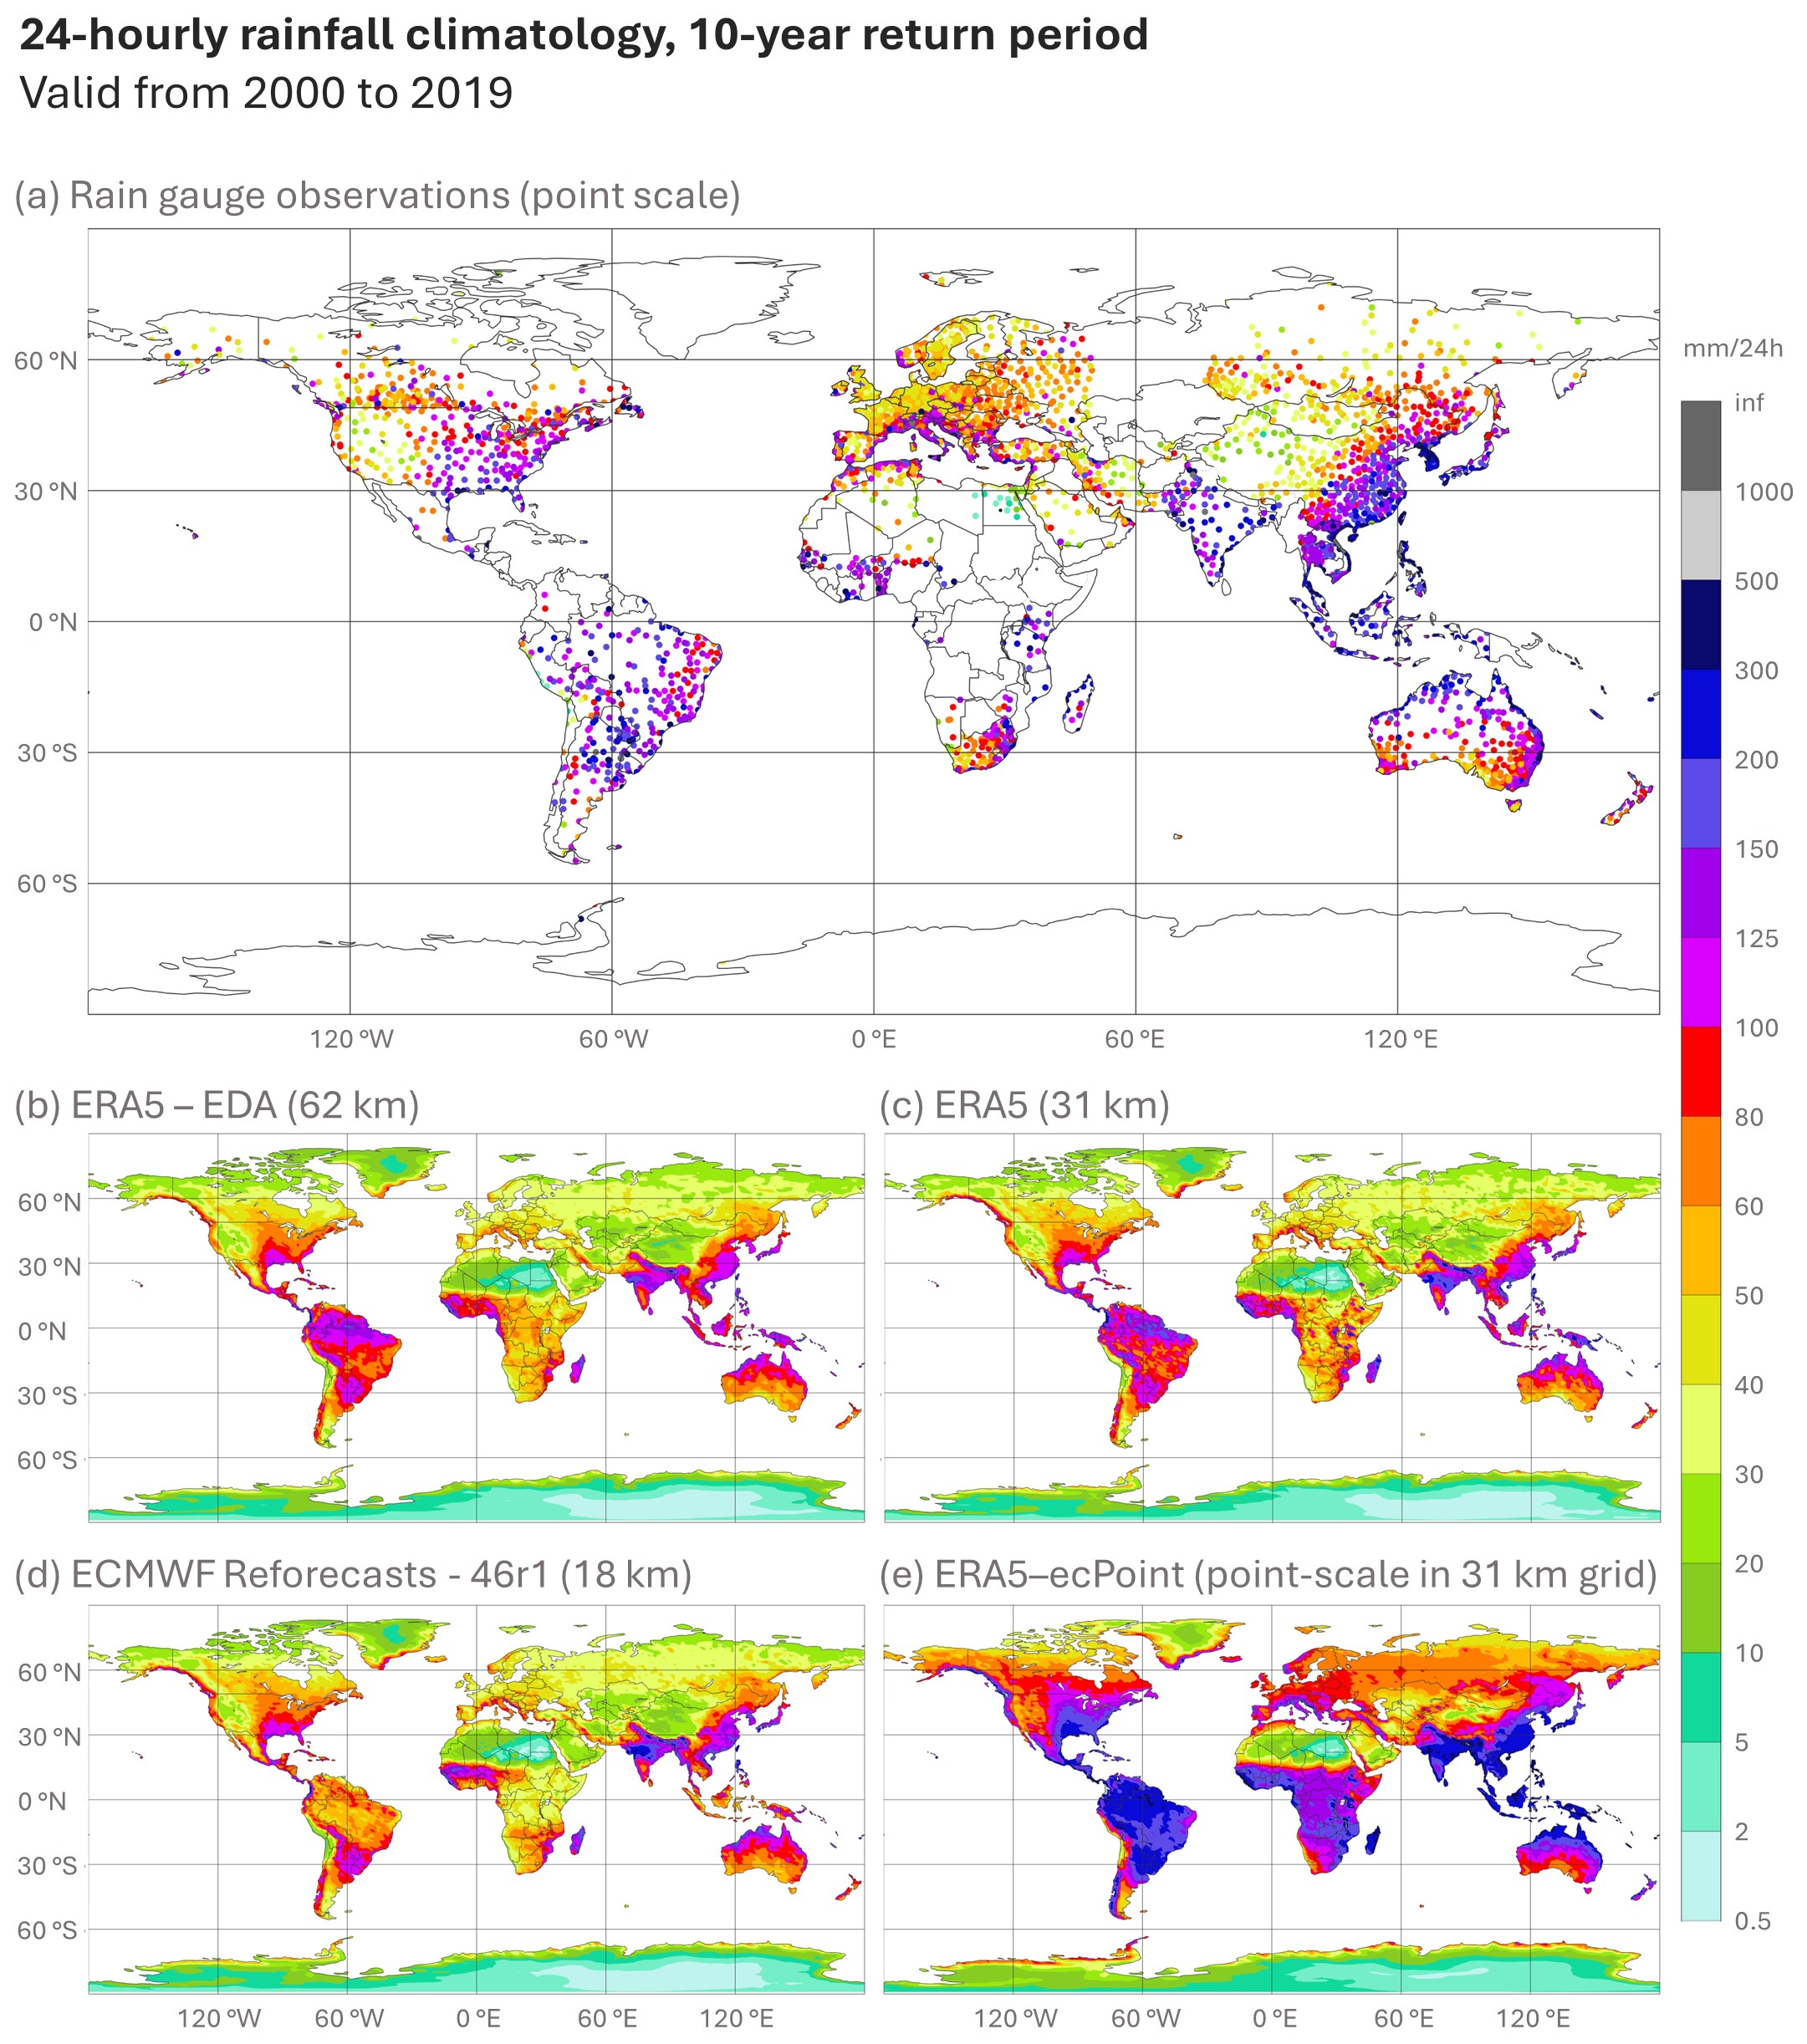 24-hourly rainfall climatology, 10-year return period
Valid from 2000 to 2019
(a) Rain gauge observations (point scale)
60 °N
30 °N
0 °N
30 °S
60 °S
120 °W
60 °W
0 °E
60 °E
120 °E
mm/24h
inf
1000
500
300
200
150
125
100
80
60
50
40
30
20
10
5
2
0.5
(b) ERA5 – EDA (62 km)
(c) ERA5 (31 km)
60 °N
30 °N
0 °N
30 °S
60 °S
(d) ECMWF Reforecasts - 46r1 (18 km)
(e) ERA5–ecPoint (point-scale in 31 km grid)
60 °N
30 °N
0 °N
30 °S
60 °S
120 °W
60 °W
0 °E
60 °E
120 °E
120 °W
60 °W
0 °E
60 °E
120 °E